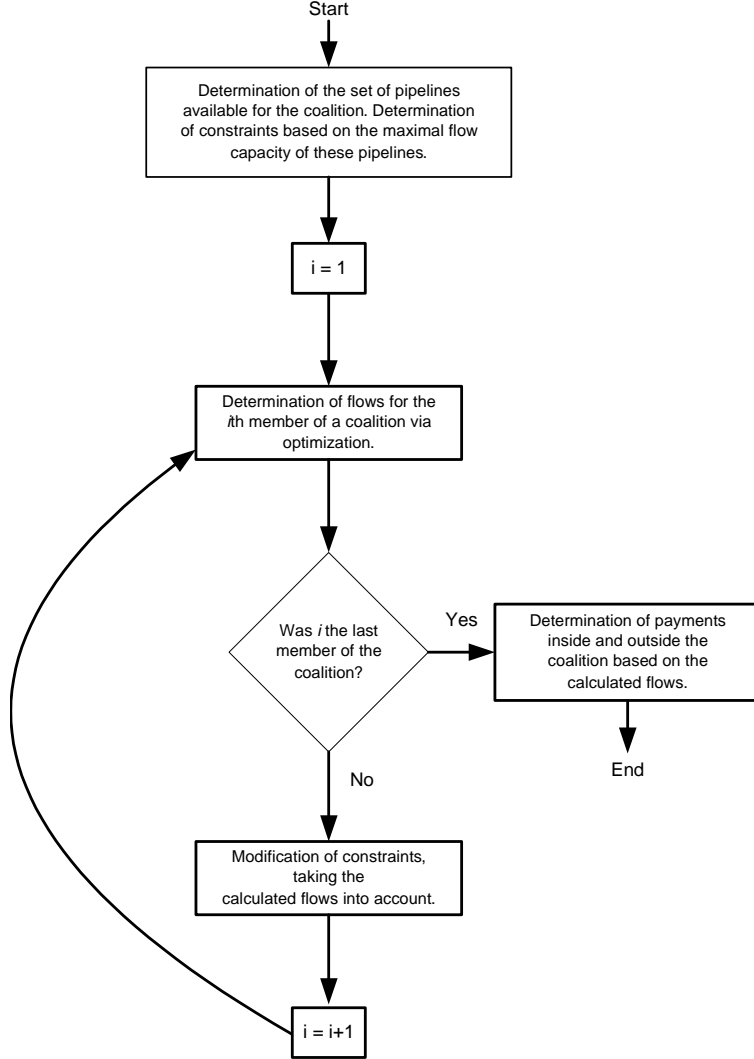 Start
Determination of the set of pipelines
available for the coalition. Determination
of constraints based on the maximal flow
capacity of these pipelines.
i = 1
Determination of flows for the
ith member of a coalition via
optimization.
Was i the last
member of the
coalition?
Yes
Determination of payments
inside and outside the
coalition based on the
calculated flows.
End
No
Modification of constraints,
taking the
calculated flows into account.
i = i+1